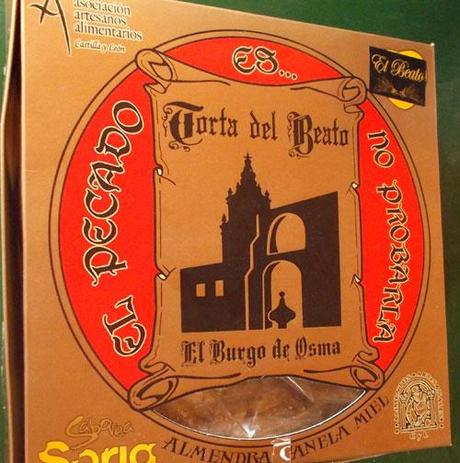 asociación
artesanos
alimentarios
Castilla y León
EL PECADO
ES...
NO PROBARLA
El Beato
Torta del Beato
El Burgo de Osma
ALMENDRA CANELA MIEL
Cabaña
Soria